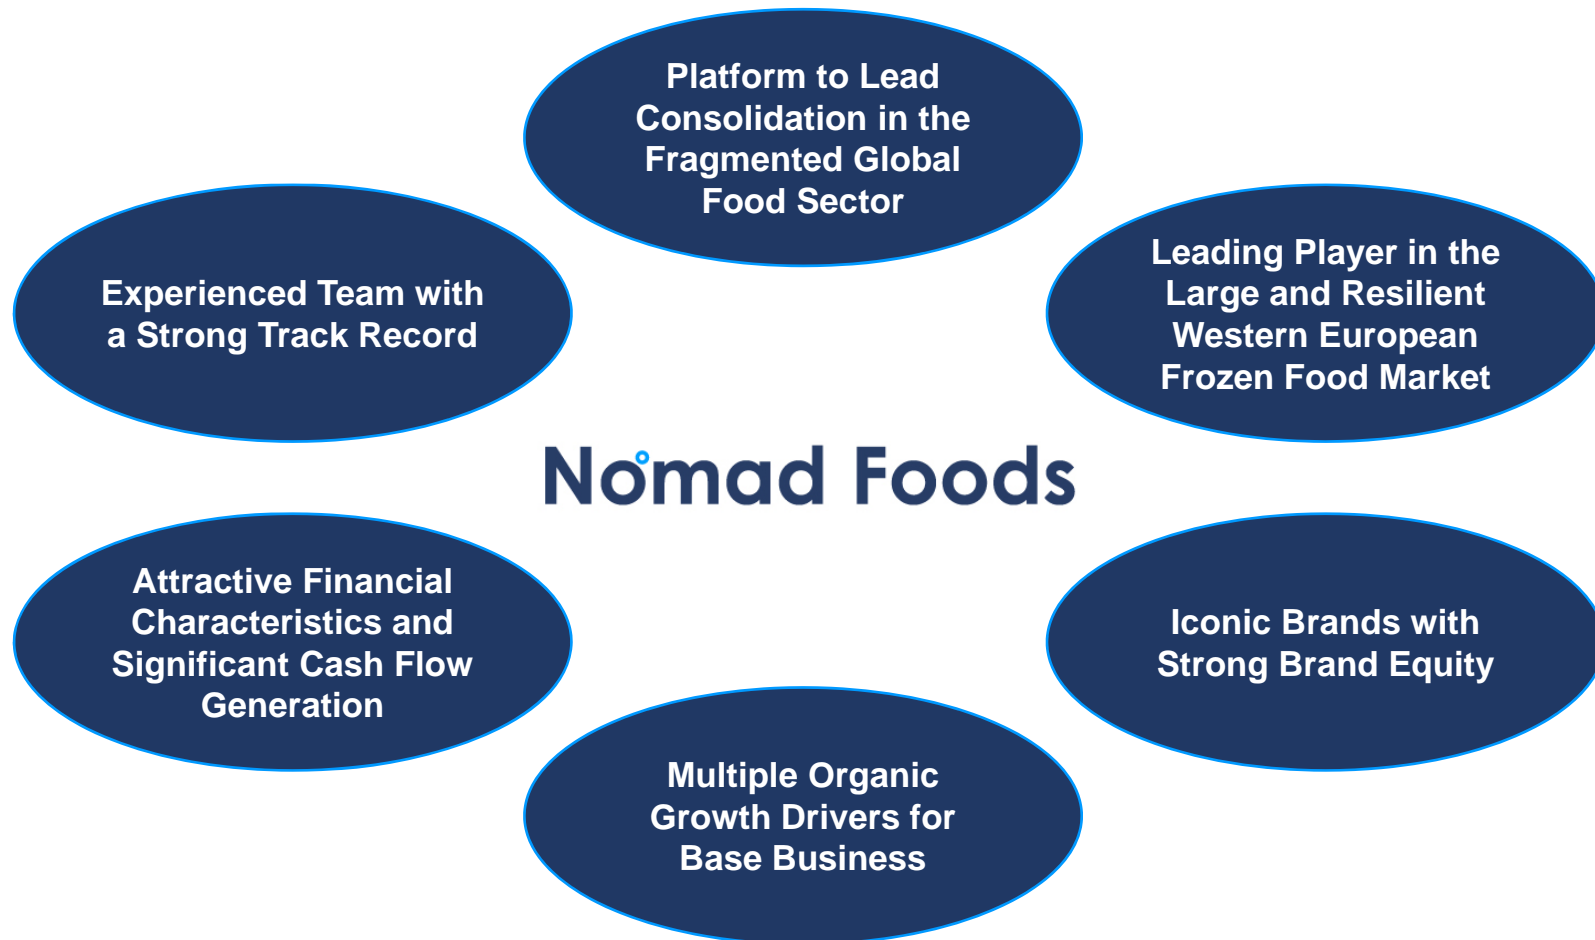 Platform to Lead
Consolidation in the
Fragmented Global
Food Sector
Experienced Team with
a Strong Track Record
Leading Player in the
Large and Resilient
Western European
Frozen Food Market
Nomad Foods
Attractive Financial
Characteristics and
Significant Cash Flow
Generation
Iconic Brands with
Strong Brand Equity
Multiple Organic
Growth Drivers for
Base Business